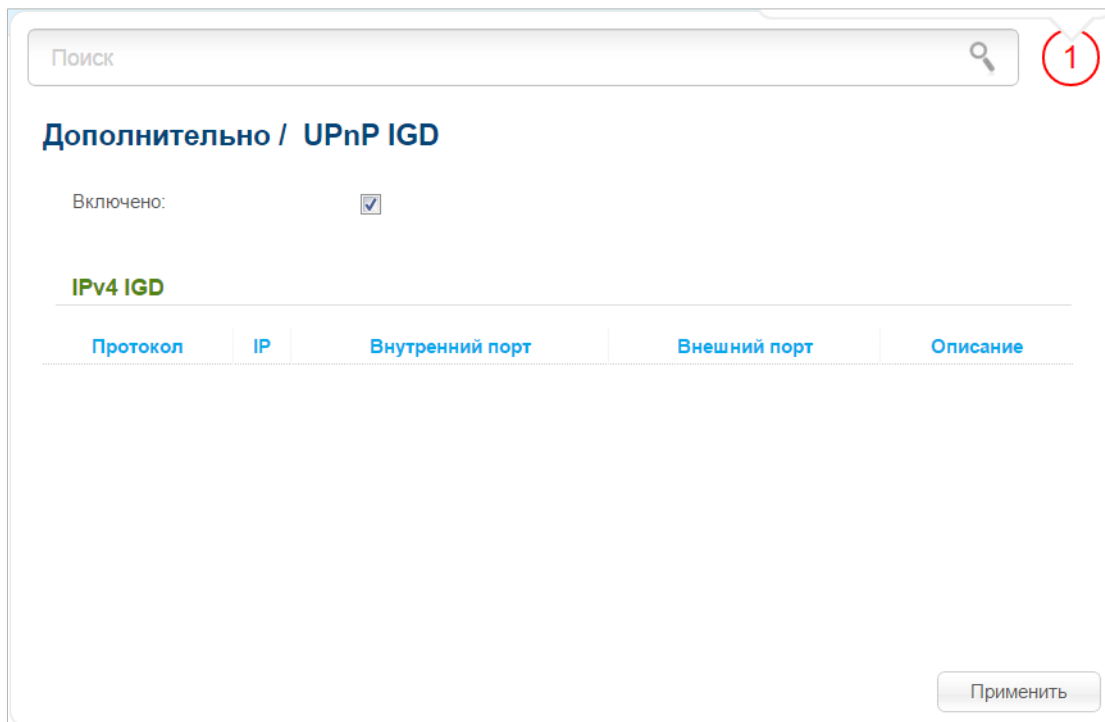 Поиск
1
Дополнительно / UPnP IGD
Включено:
IPv4 IGD
Протокол IP Внутренний порт Внешний порт Описание
Применить